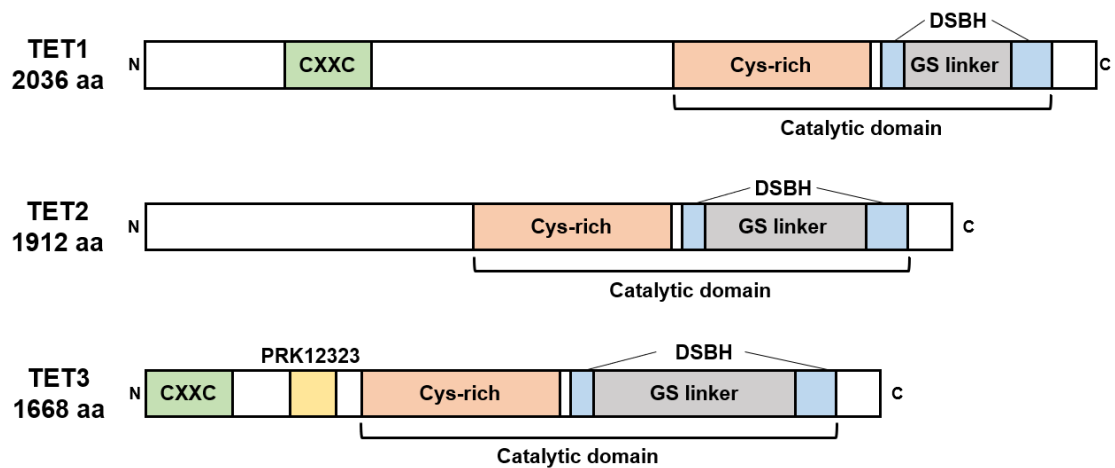 DSBH
TET1
2036 aa
N
CXXC
Cys-rich
GS linker
C
Catalytic domain
DSBH
TET2
1912 aa
N
Cys-rich
GS linker
C
Catalytic domain
PRK12323
DSBH
TET3
1668 aa
N
CXXC
Cys-rich
GS linker
C
Catalytic domain